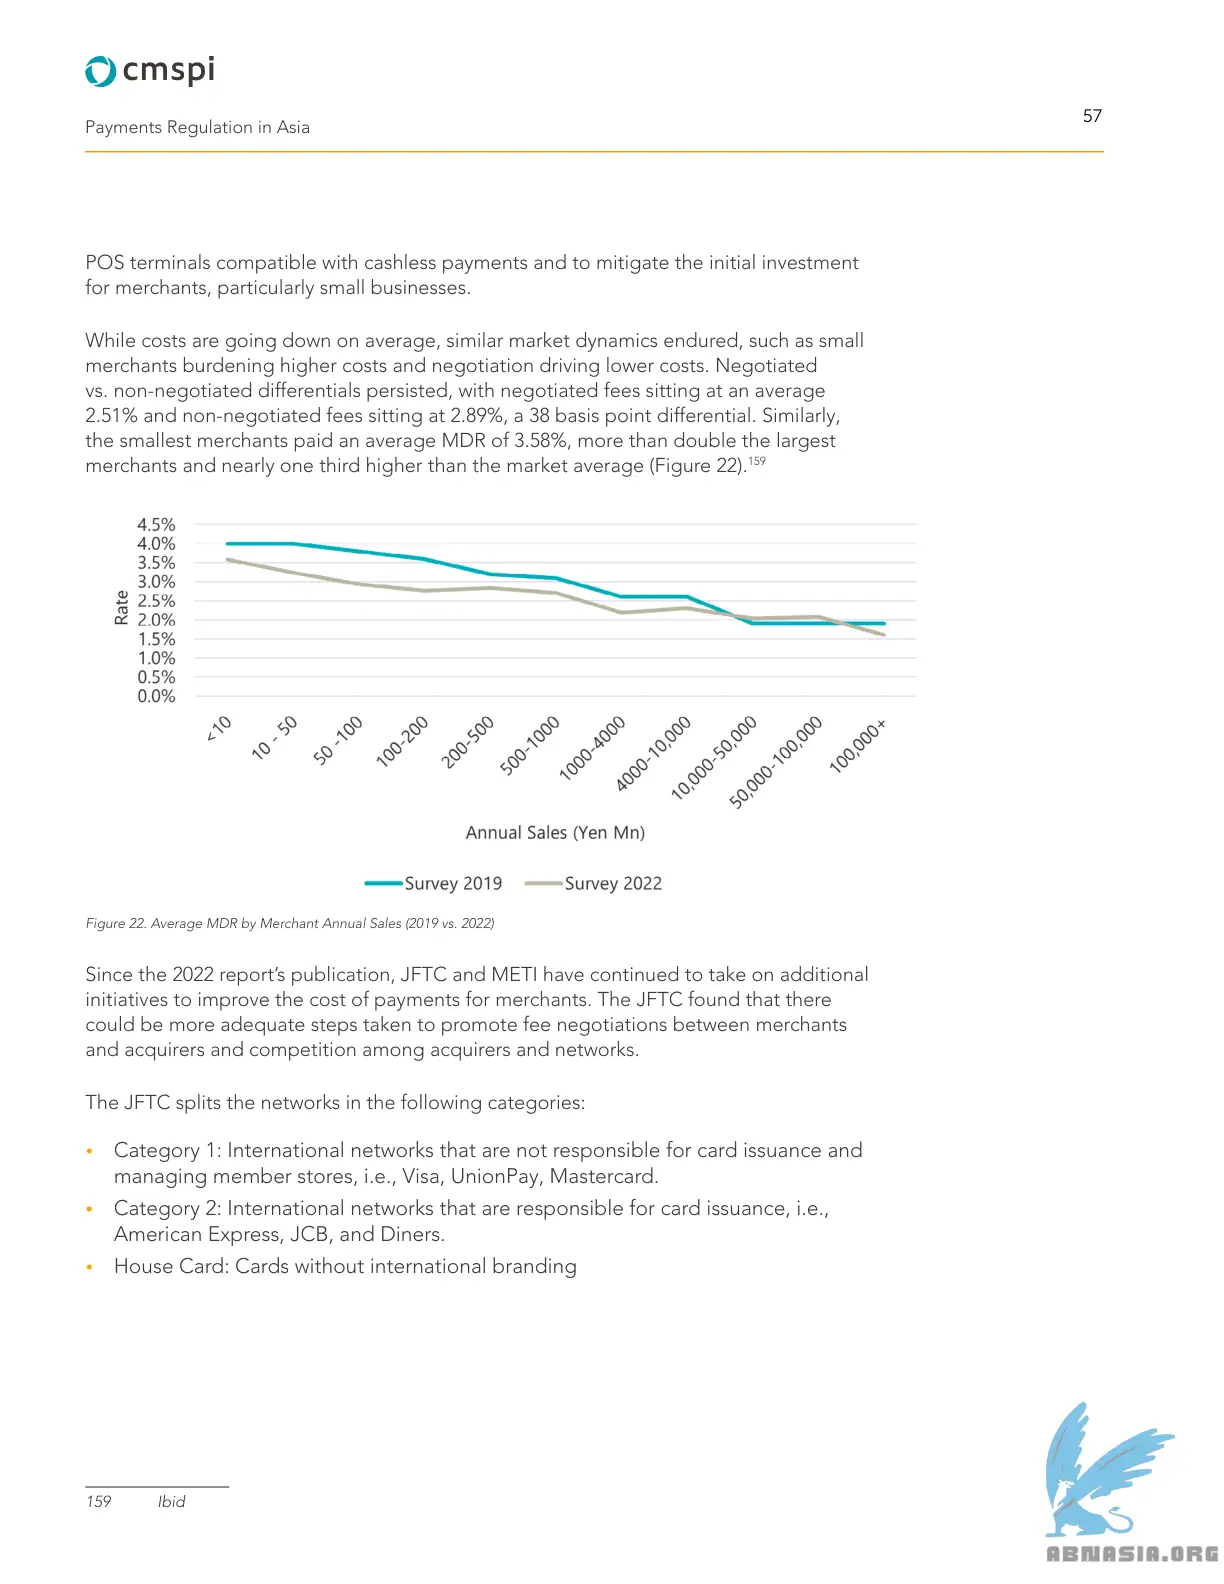 cmspi
Payments Regulation in Asia
57
POS terminals compatible with cashless payments and to mitigate the initial investment
for merchants, particularly small businesses.
While costs are going down on average, similar market dynamics endured, such as small
merchants burdening higher costs and negotiation driving lower costs. Negotiated
vs. non-negotiated differentials persisted, with negotiated fees sitting at an average
2.51% and non-negotiated fees sitting at 2.89%, a 38 basis point differential. Similarly,
the smallest merchants paid an average MDR of 3.58%, more than double the largest
merchants and nearly one third higher than the market average (Figure 22).159
4.5%
4.0%
3.5%
3.0%
2.5%
2.0%
1.5%
1.0%
0.5%
0.0%
Rate
<10
10 - 50
50 -100
100-200
200-500
500-1000
1000-4000
4000-10,000
10,000-50,000
50,000-100,000
100,000+
Annual Sales (Yen Mn)
Survey 2019
Survey 2022
Figure 22. Average MDR by Merchant Annual Sales (2019 vs. 2022)
Since the 2022 report’s publication, JFTC and METI have continued to take on additional
initiatives to improve the cost of payments for merchants. The JFTC found that there
could be more adequate steps taken to promote fee negotiations between merchants
and acquirers and competition among acquirers and networks.
The JFTC splits the networks in the following categories:
• Category 1: International networks that are not responsible for card issuance and
managing member stores, i.e., Visa, UnionPay, Mastercard.
• Category 2: International networks that are responsible for card issuance, i.e.,
American Express, JCB, and Diners.
• House Card: Cards without international branding
159 Ibid
ABNASIA.ORG